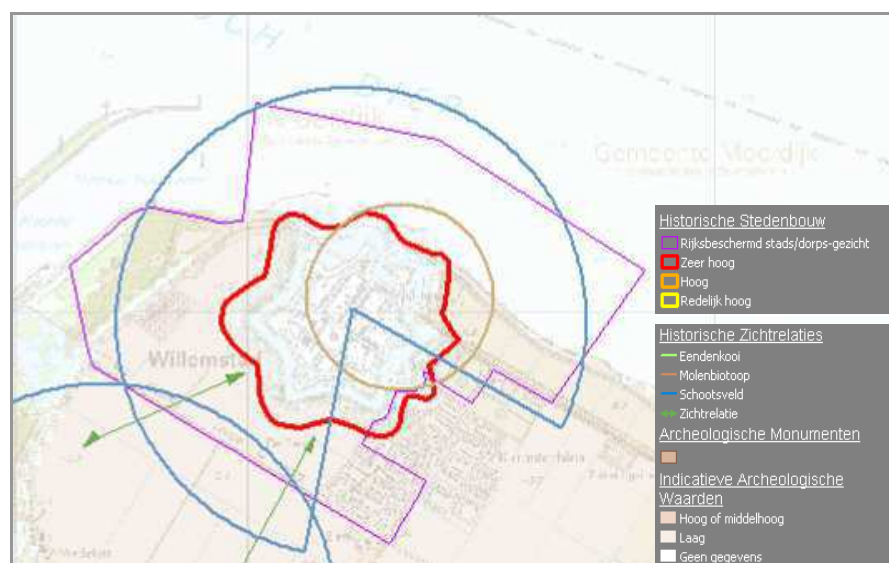 Gemeente Moerdijk
Willemstad
Historische Stedenbouw
Rijksbeschermd stads/dorps-gezicht
Zeer hoog
Hoog
Redelijk hoog
Historische Zichtrelaties
Eendenkooi
Molenbiotoop
Schootsveld
Zichtrelatie
Archeologische Monumenten
Indicatieve Archeologische
Waarden
Hoog of middelhoog
Laag
Geen gegevens